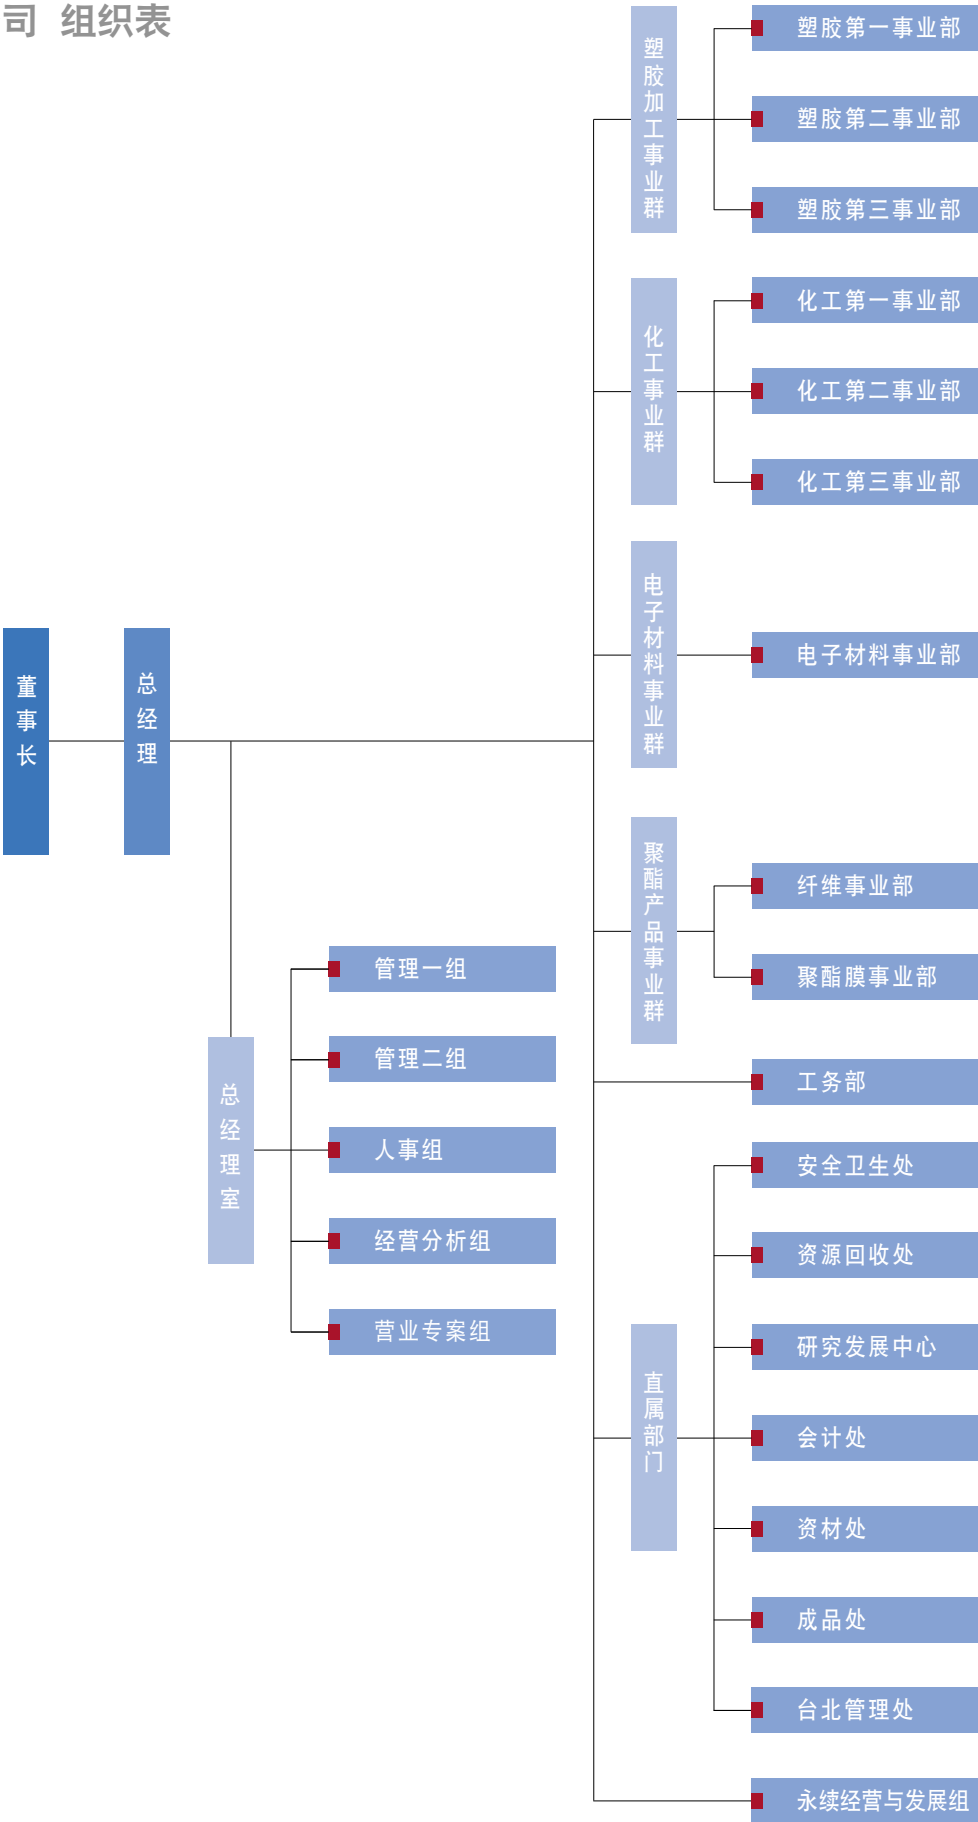 司 组织表
塑胶加工事业群
塑胶第一事业部
塑胶第二事业部
塑胶第三事业部
化工事业群
化工第一事业部
化工第二事业部
化工第三事业部
电子材料事业群
电子材料事业部
董事长
总经理
聚酯产品事业群
纤维事业部
聚酯膜事业部
总经理室
管理一组
管理二组
人事组
经营分析组
营业专案组
工务部
直属部门
安全卫生处
资源回收处
研究发展中心
会计处
资材处
成品处
台北管理处
永续经营与发展组